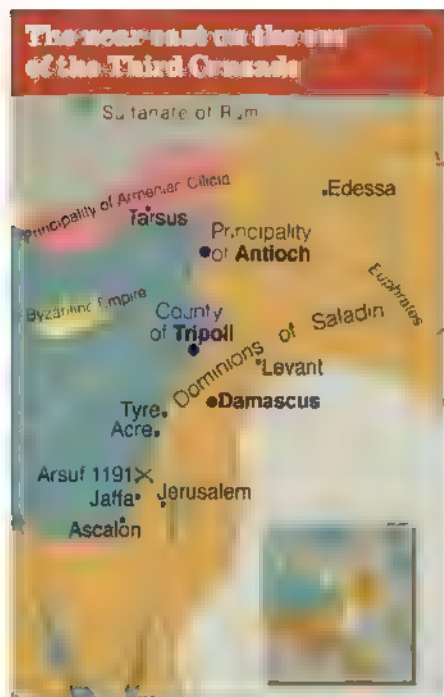 The near-east on the eve
of the Third Crusade
Sultanate of Rum
Principality of Armenian Cilicia
Edessa
Tarsus
Principality
of Antioch
Byzantine Empire
Euphrates
County
of Tripoli
Dominions of Saladin
Levant
Damascus
Tyre
Acre
Arsuf 1191
Jaffa
Jerusalem
Ascalon